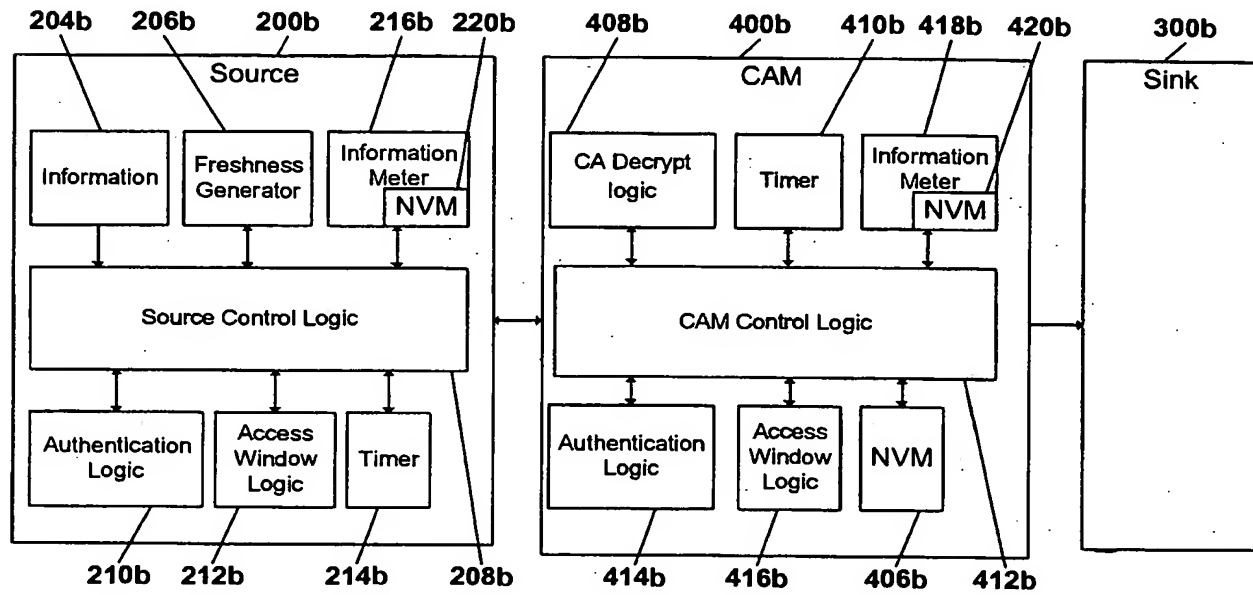 204b 206b 200b 216b 220b 408b 400b 410b 418b 420b 300b
Source CAM Sink
Information
Freshness
Generator
Information
Meter
NVM
CA Decrypt
logic
Timer
Information
Meter
NVM
Source Control Logic
CAM Control Logic
Authentication
Logic
Access
Window
Logic
Timer
Authentication
Logic
Access
Window
Logic
NVM
210b 212b 214b 208b 414b 416b 406b 412b